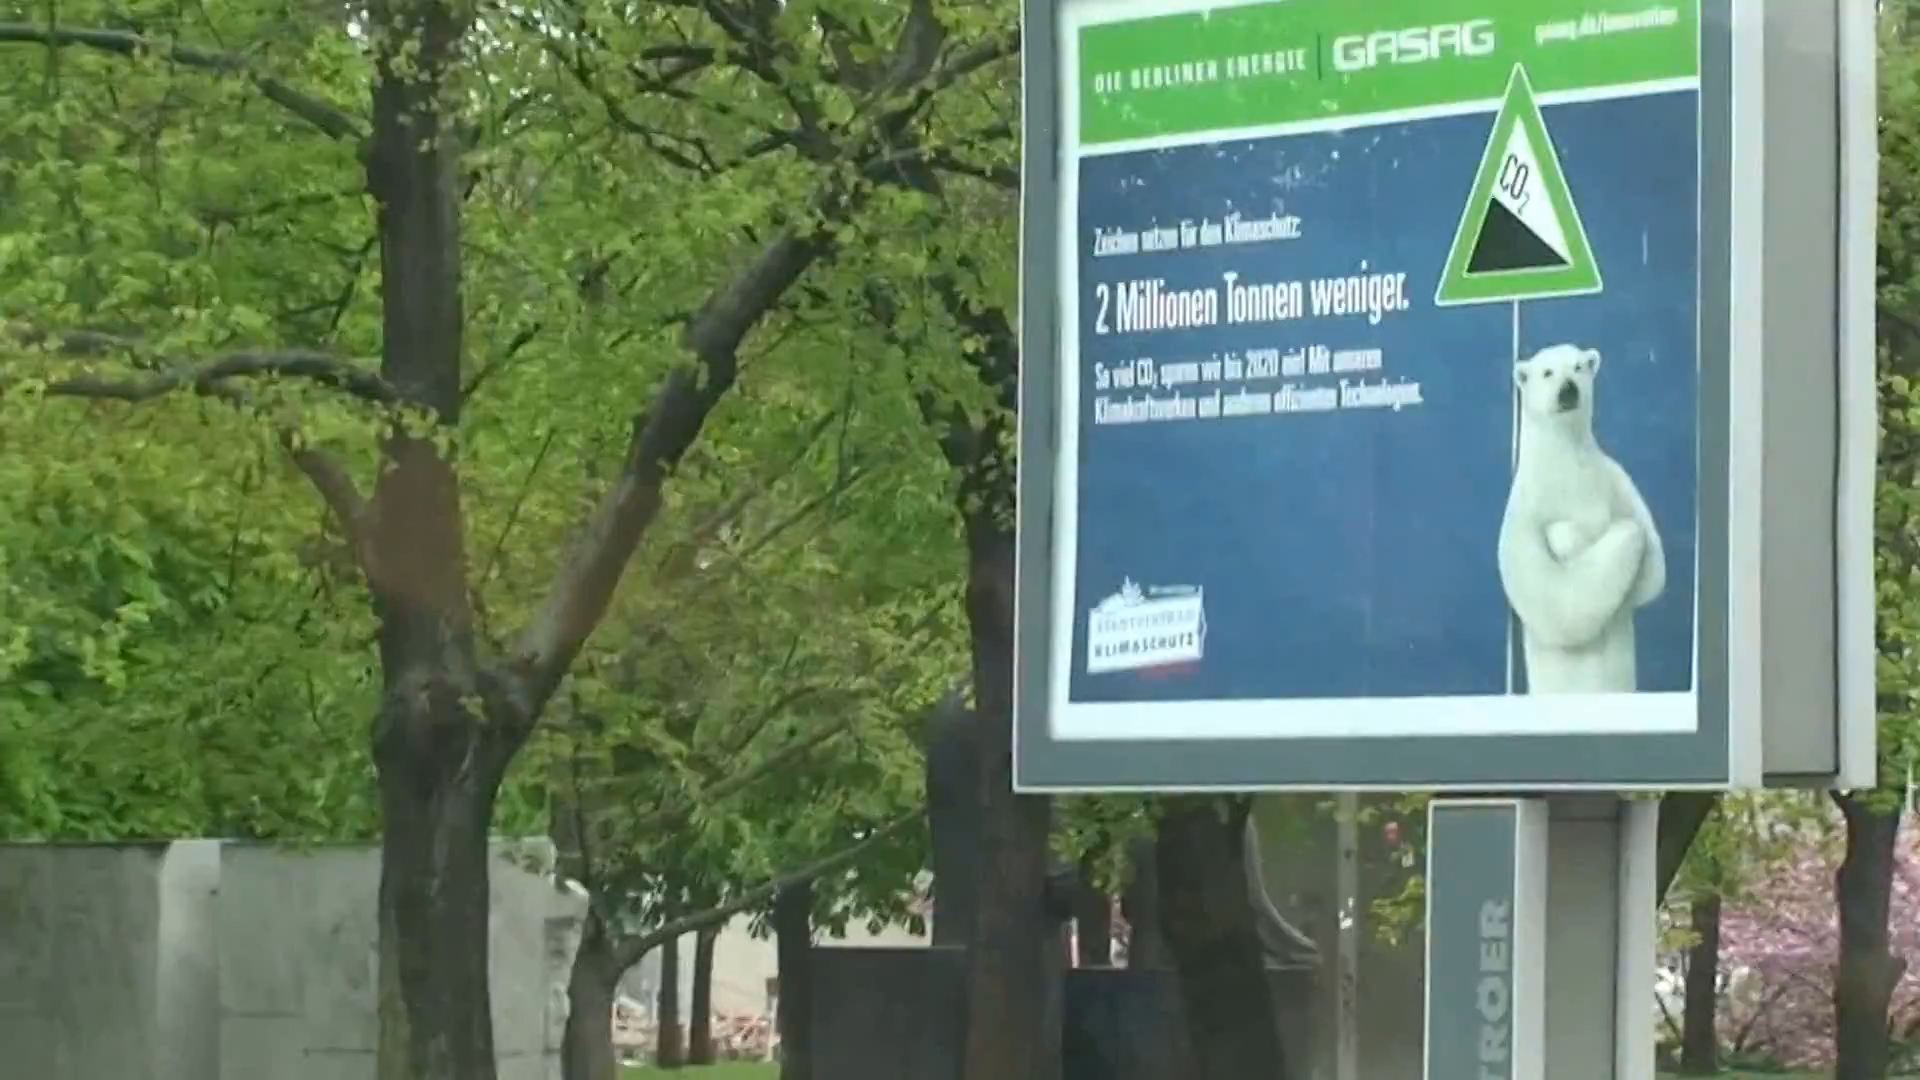 DIE BERLINER ENERGIE | GASAG
gasag.de/innovation
CO₂
Zeichen setzen für den Klimaschutz:
2 Millionen Tonnen weniger.
So viel CO₂ sparen wir bis 2020 ein! Mit unseren
Klimakraftwerken und anderen effizienten Technologien.
KLIMASCHUTZ
TRÖER